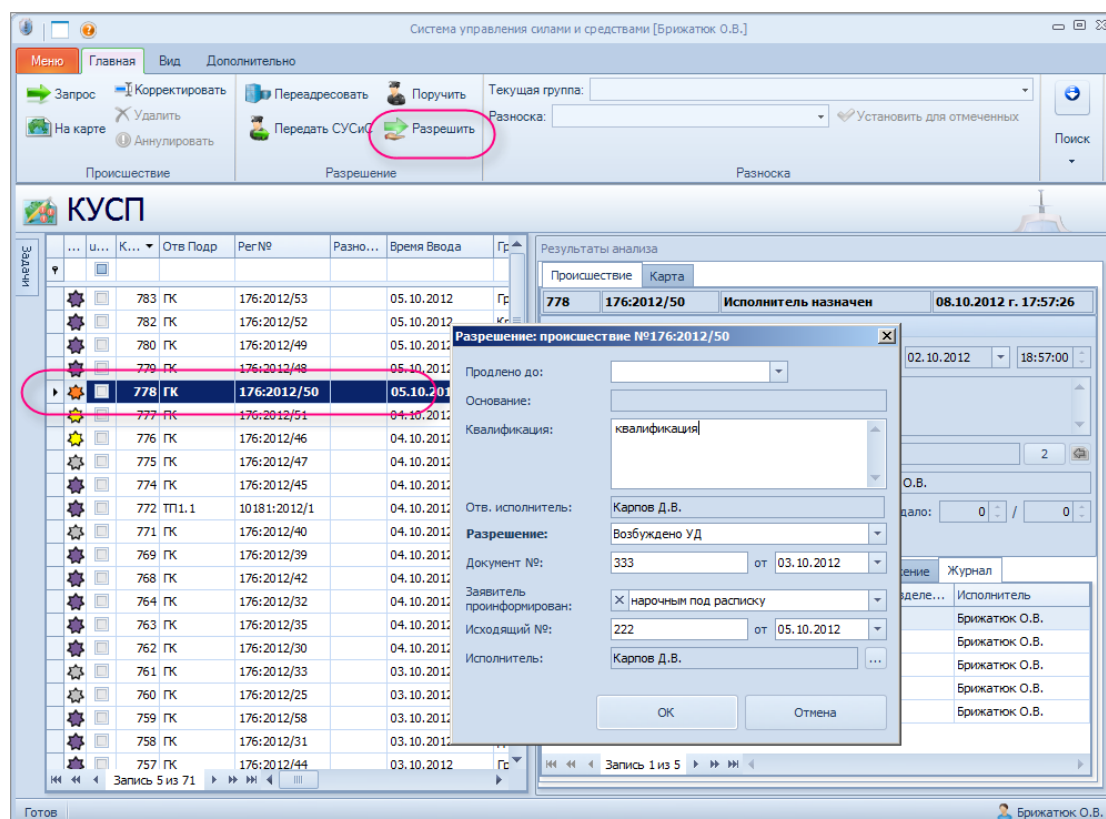 Система управления силами и средствами [Брижатюк О.В.]
Меню Главная Вид Дополнительно
Запрос Корректировать Переадресовать Поручить Текущая группа:
На карте Удалить Передать СУСиС Разрешить Разноска: Установить для отмеченных
Аннулировать Поиск
Происшествие Разрешение Разноска
КУСП
Задачи
... u... К... Отв Подр Рег№ Разно... Время Ввода Гр
783 ГК 176:2012/53 05.10.2012 Гр
782 ГК 176:2012/52 05.10.2012
780 ГК 176:2012/49 05.10.2012
779 ГК 176:2012/48 05.10.2012
778 ГК 176:2012/50 05.10.201
777 ГК 176:2012/51 04.10.2012
776 ГК 176:2012/46 04.10.2012
775 ГК 176:2012/47 04.10.2012
774 ГК 176:2012/45 04.10.2012
772 ТП1.1 10181:2012/1 04.10.2012
771 ГК 176:2012/40 04.10.2012
769 ГК 176:2012/39 04.10.2012
768 ГК 176:2012/42 04.10.2012
764 ГК 176:2012/32 04.10.2012
763 ГК 176:2012/35 04.10.2012
762 ГК 176:2012/30 04.10.2012
761 ГК 176:2012/33 03.10.2012
760 ГК 176:2012/25 03.10.2012
759 ГК 176:2012/58 03.10.2012
758 ГК 176:2012/31 03.10.2012
757 ГК 176:2012/44 03.10.2012 Гр
Запись 5 из 71
Результаты анализа
Происшествие Карта
778 176:2012/50 Исполнитель назначен 08.10.2012 г. 17:57:26
02.10.2012 18:57:00
2
О.В.
дало: 0 / 0
Журнал
Исполнитель
Брижатюк О.В.
Брижатюк О.В.
Брижатюк О.В.
Брижатюк О.В.
Брижатюк О.В.
Запись 1 из 5
Разрешение: происшествие №176:2012/50
Продлено до:
Основание:
Квалификация: квалификация
Отв. исполнитель: Карпов Д.В.
Разрешение: Возбуждено УД
Документ №: 333 от 03.10.2012
Заявитель
проинформирован: нарочным под расписку
Исходящий №: 222 от 05.10.2012
Исполнитель: Карпов Д.В. ...
ОК Отмена
Готов Брижатюк О.В.